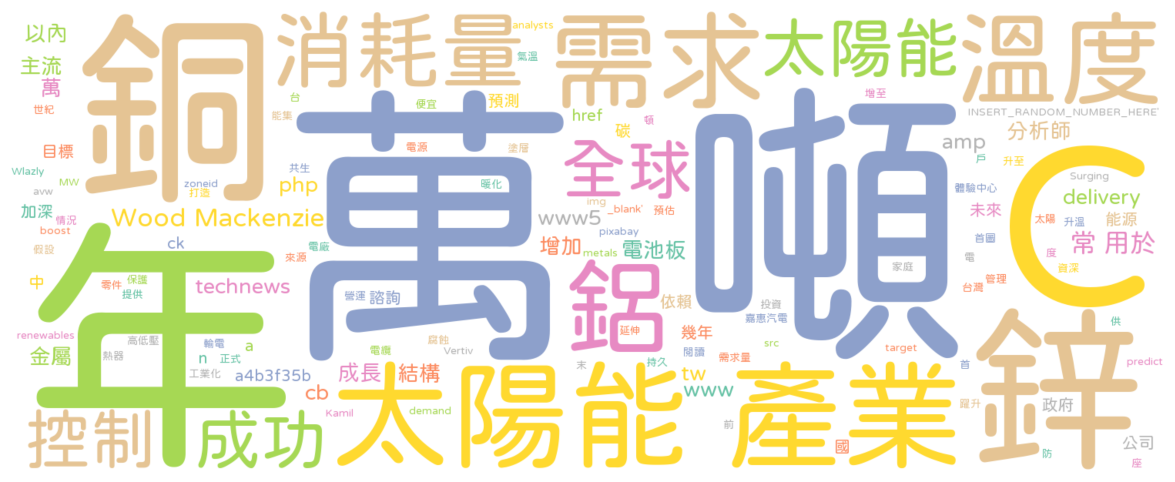 以內
銅
消耗量
analysts
氣溫
需求
太陽能
溫度
主流
萬
世紀
台
能集
便宜
預測
href
碳
頓
增至
INSERT_RANDOM_NUMBER_HERE'
分析師
目標
萬
電源
塗層
全球
噸
amp
戶
升至
C
Surging
Wlazly
MW
avw
zoneid
打造
共生
暖化
img
_blank'
預估
體驗中心
delivery
加深
情況
boost
php
Wood Mackenzie
www5
pixabay
未來
太陽
升溫
能源
假設
ck
電廠
來源
增加
metals
電池板
首圖
度
常 用於
年
中
零件
保護
提供
technews
營運
諮詢
鋁
依賴
家庭
電
資深
台灣
管理
投資
嘉惠汽電
renewables
金屬
高低壓
熱器
輪電
n
正式
a
工業化
a4b3f35b
腐蝕
Vertiv
電纜
延伸
幾年
閱讀
需求量
src
target
鋅
供
predict
成長
結構
cb
末
持久
tw
www
首
躍升
政府
控制
成功
Kamil
demand
太陽能
前
產業
國
公司
防
座